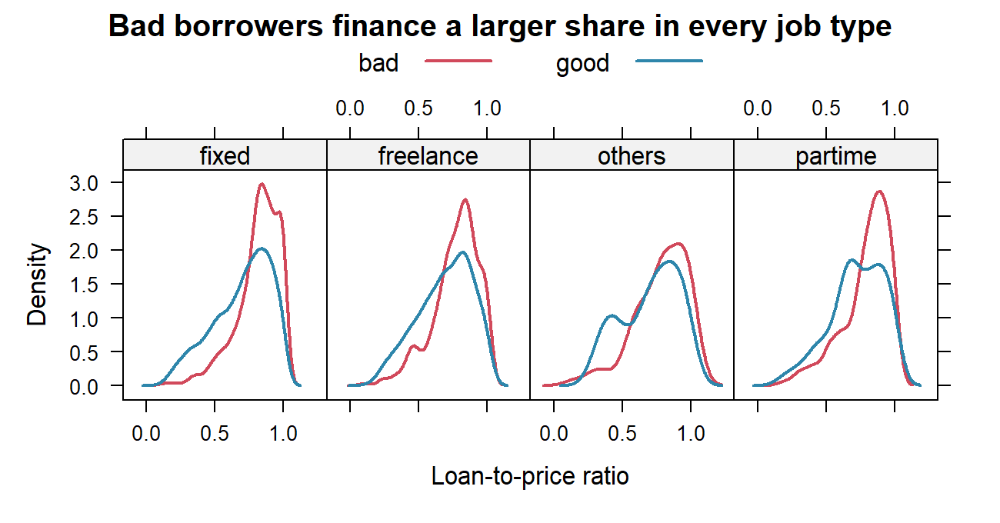 Bad borrowers finance a larger share in every job type
bad good
0.0 0.5 1.0 0.0 0.5 1.0
fixed freelance others partime
3.0
2.5
2.0
1.5
1.0
0.5
0.0
Density
0.0 0.5 1.0 0.0 0.5 1.0
Loan-to-price ratio